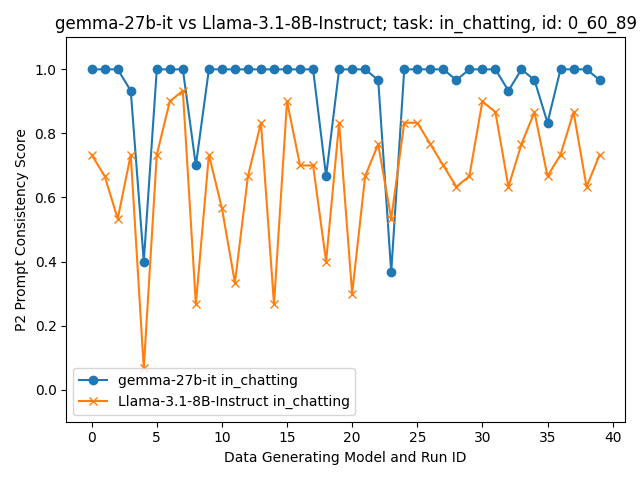 gemma-27b-it vs Llama-3.1-8B-Instruct; task: in_chatting, id: 0_60_89
P2 Prompt Consistency Score
1.0
0.8
0.6
0.4
0.2
0.0
gemma-27b-it in_chatting
Llama-3.1-8B-Instruct in_chatting
0 5 10 15 20 25 30 35 40
Data Generating Model and Run ID